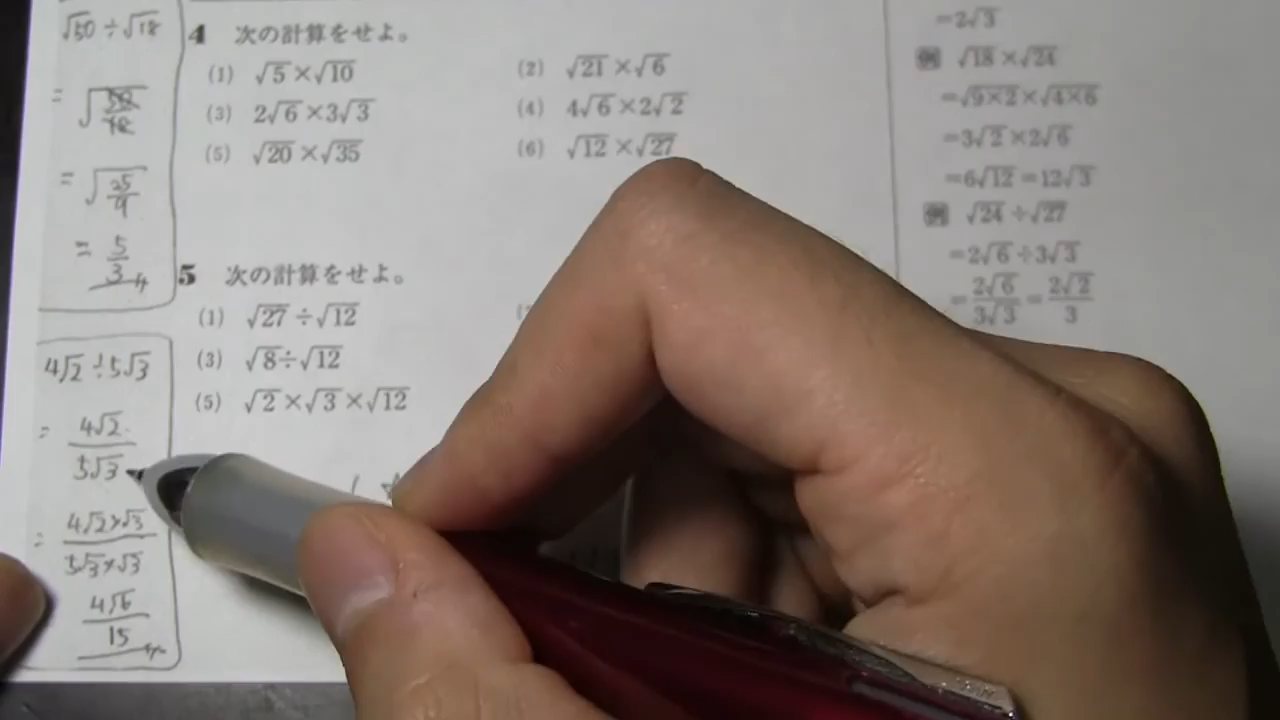 √50÷√18
= √50/18
= √25/9
= 5/3
4√2÷5√3
= 4√2/5√3
= 4√2×√3/5√3×√3
4√6/15
4 次の計算をせよ。
(1) √5×√10 (2) √21×√6
(3) 2√6×3√3 (4) 4√6×2√2
(5) √20×√35 (6) √12×√27
5 次の計算をせよ。
(1) √27÷√12
(3) √8÷√12
(5) √2×√3×√12
=2√3
例 √18×√24
=√9×2×√4×6
=3√2×2√6
=6√12=12√3
例 √24÷√27
=2√6÷3√3
=2√6/3√3=2√2/3